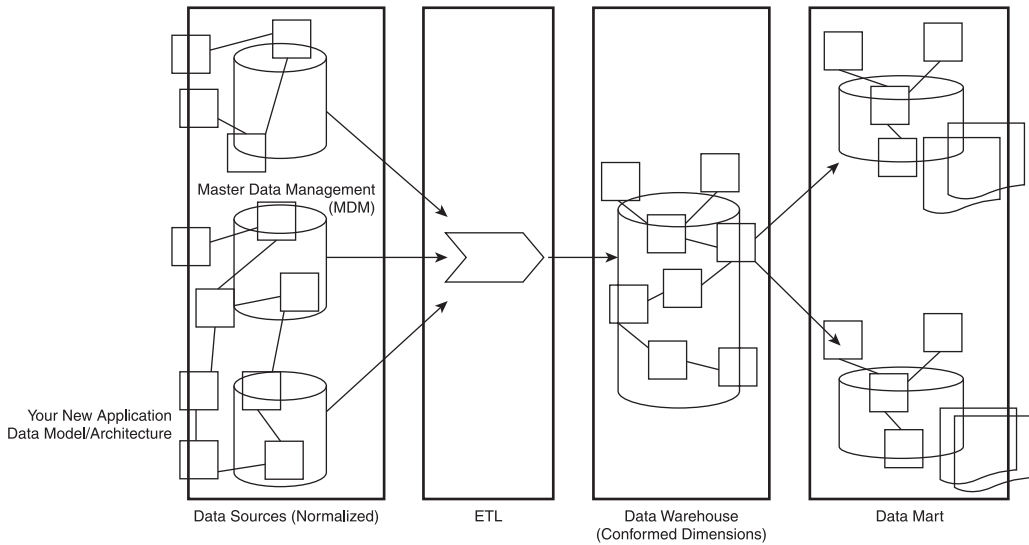 Master Data Management
(MDM)
Your New Application
Data Model/Architecture
Data Sources (Normalized)
ETL
Data Warehouse
(Conformed Dimensions)
Data Mart